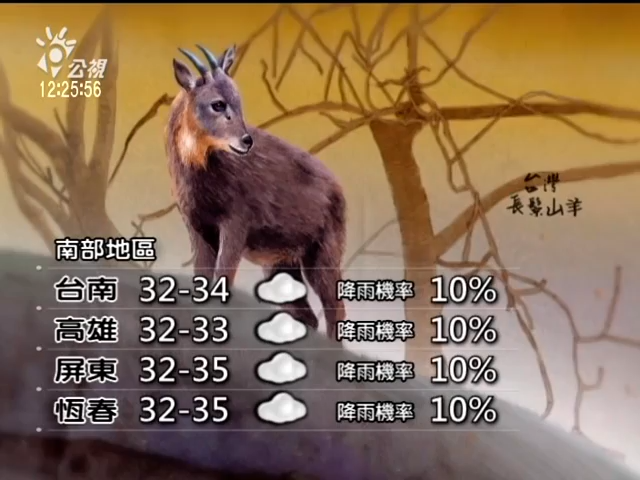 公視
12:25:56
台灣
長鬃山羊
南部地區
台南 32-34 降雨機率 10%
高雄 32-33 降雨機率 10%
屏東 32-35 降雨機率 10%
恆春 32-35 降雨機率 10%